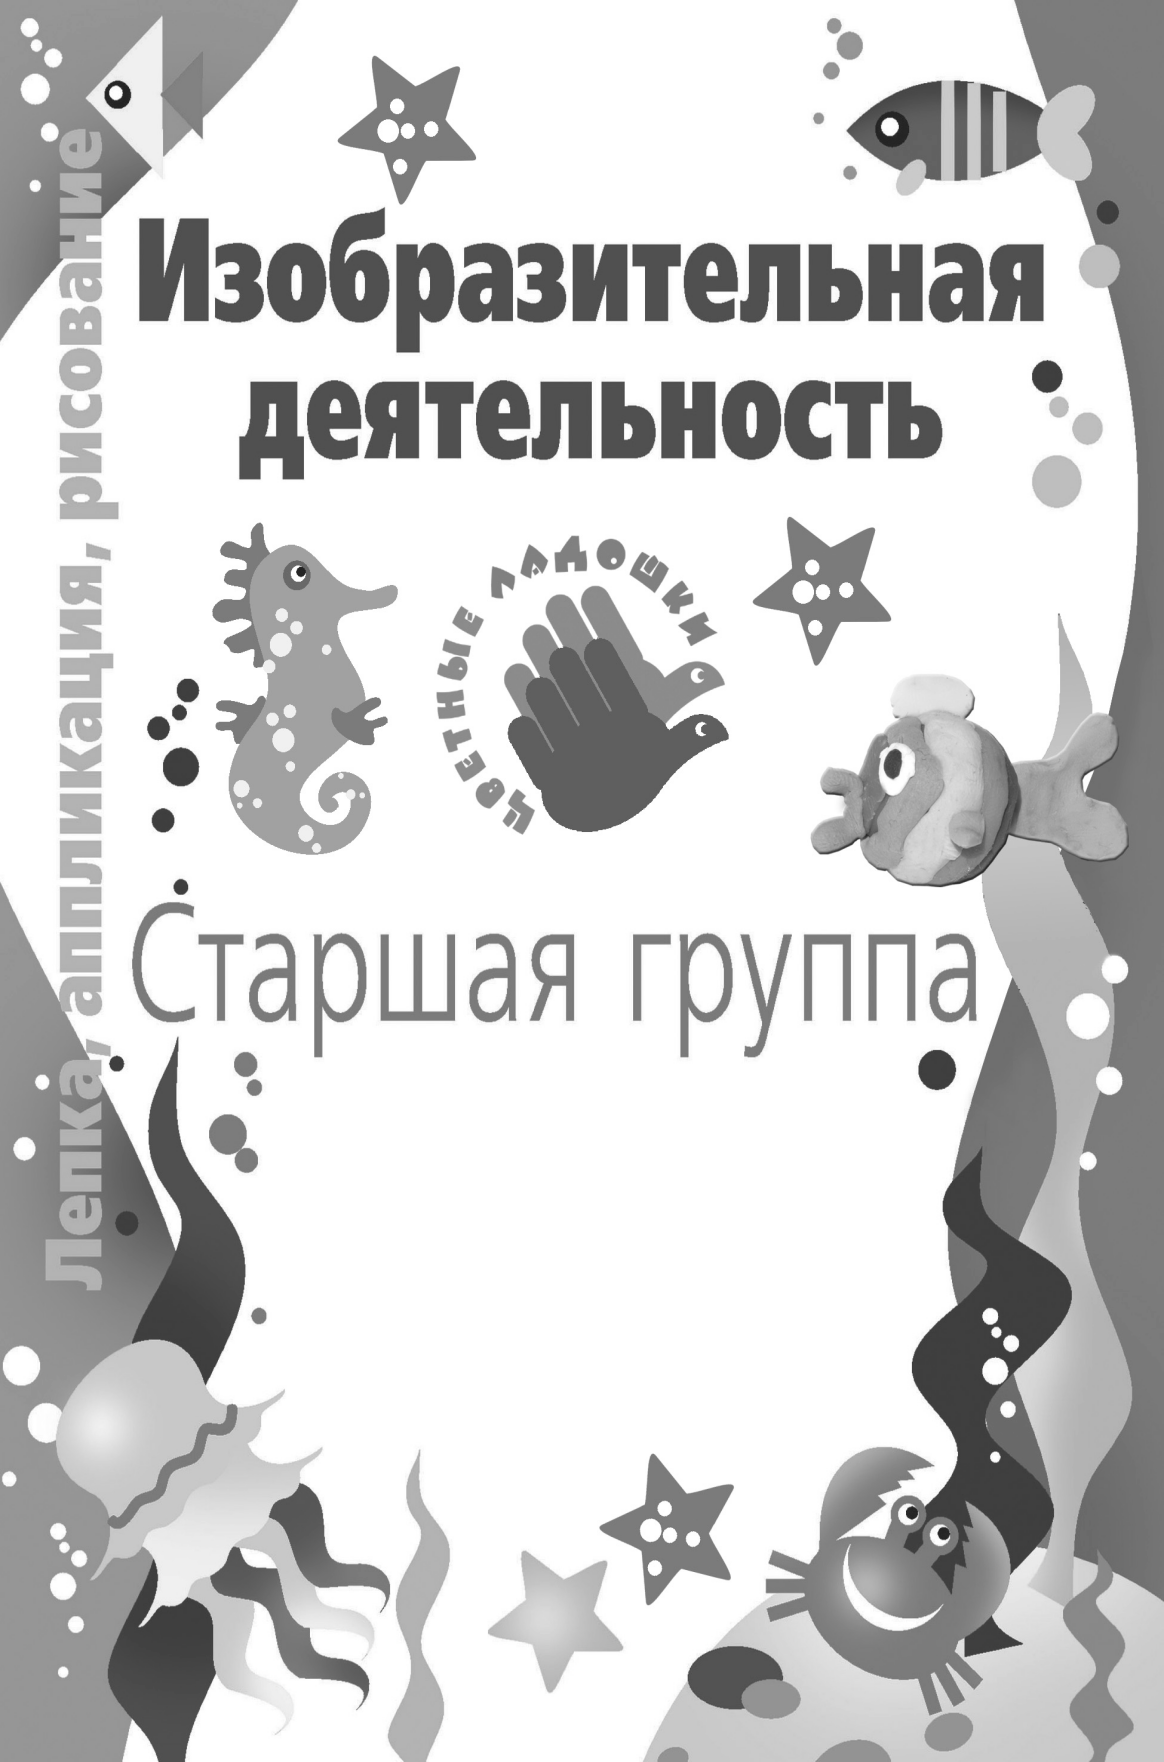 Изобразительная
деятельность
ЦВЕТНЫЕ ЛАДОШКИ
Старшая группа
Лепка, аппликация, рисование